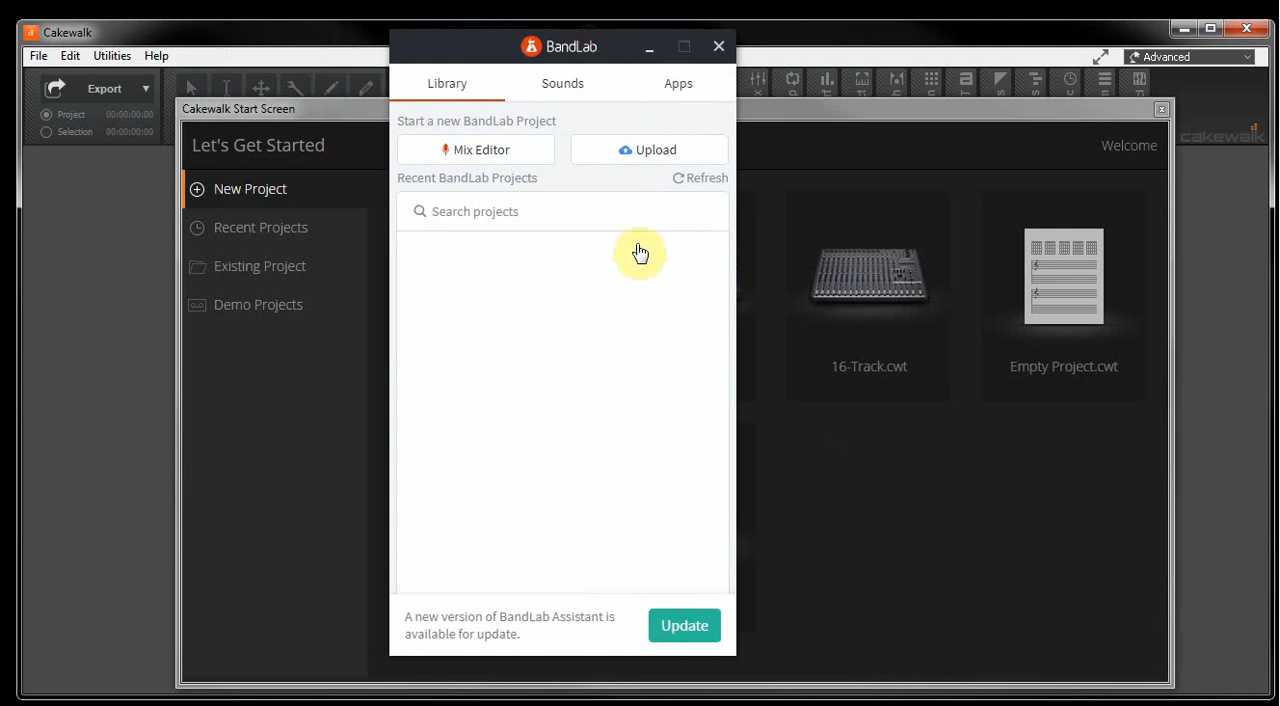 Cakewalk
File Edit Utilities Help
Advanced
Export
Project 00:00:00:00
Selection 00:00:00:00
cakewalk
Cakewalk Start Screen
Let's Get Started
Welcome
New Project
Recent Projects
Existing Project
Demo Projects
16-Track.cwt
Empty Project.cwt
BandLab
Library Sounds Apps
Start a new BandLab Project
Mix Editor Upload
Recent BandLab Projects Refresh
Search projects
A new version of BandLab Assistant is
available for update.
Update